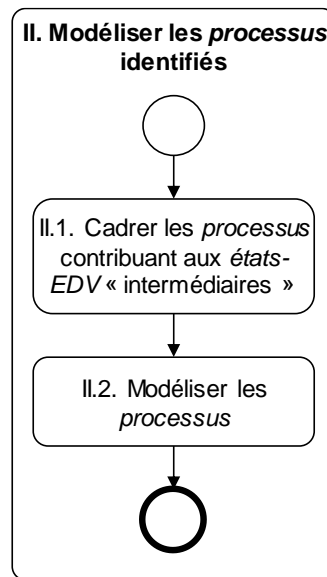 II. Modéliser les processus
identifiés
II.1. Cadrer les processus
contribuant aux états-
EDV « intermédiaires »
II.2. Modéliser les
processus